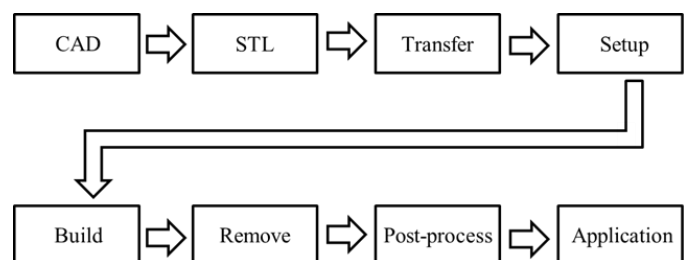 CAD
STL
Transfer
Setup
Build
Remove
Post-process
Application